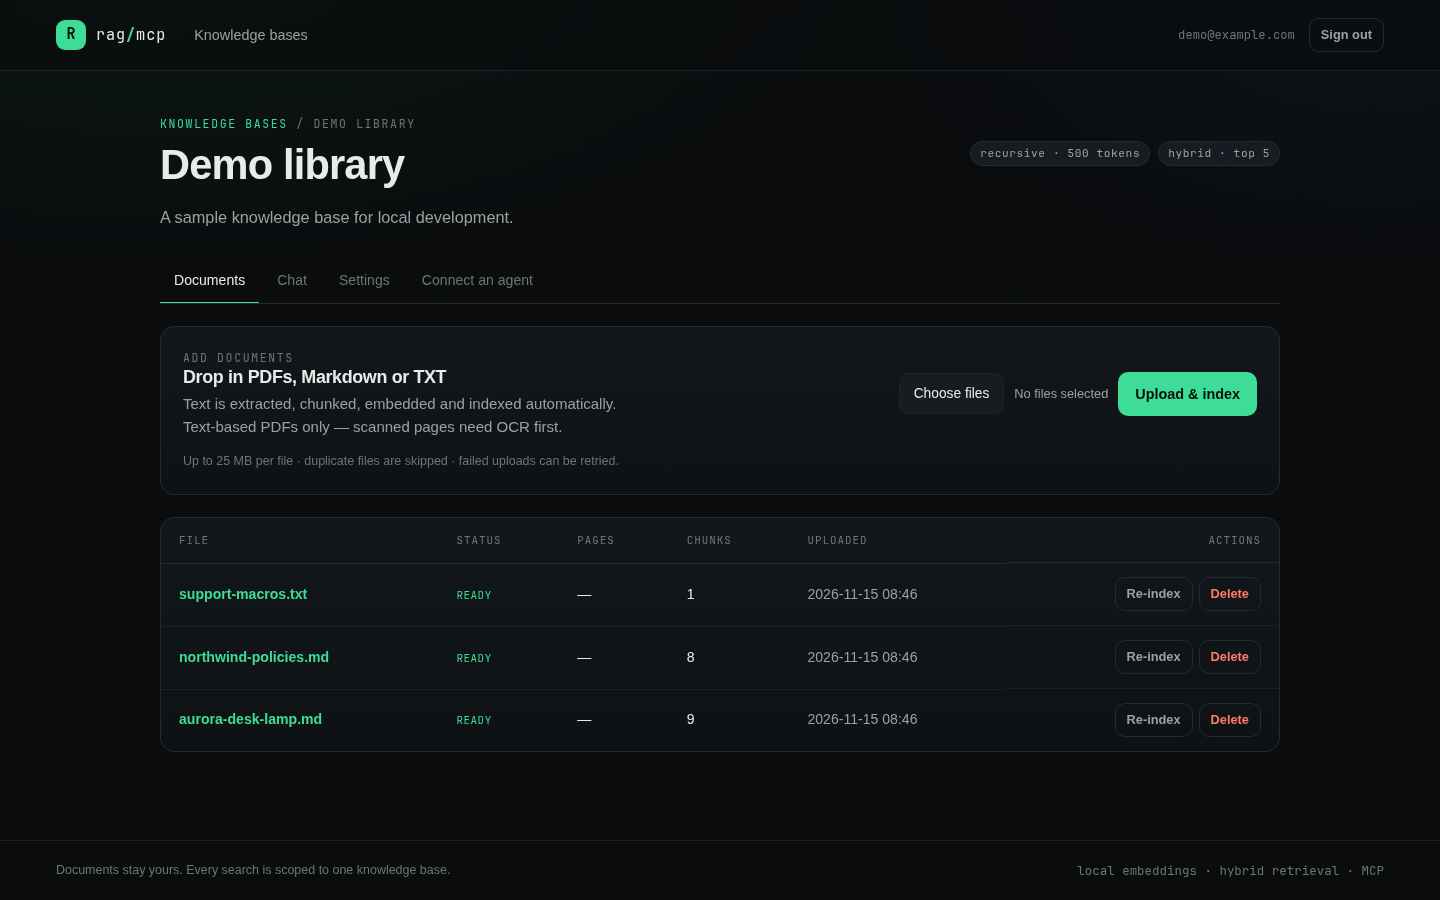 R rag/mcp Knowledge bases demo@example.com Sign out
KNOWLEDGE BASES / DEMO LIBRARY
Demo library
recursive · 500 tokens hybrid · top 5
A sample knowledge base for local development.
Documents Chat Settings Connect an agent
ADD DOCUMENTS
Drop in PDFs, Markdown or TXT
Text is extracted, chunked, embedded and indexed automatically.
Text-based PDFs only — scanned pages need OCR first.
Up to 25 MB per file · duplicate files are skipped · failed uploads can be retried.
Choose files No files selected Upload & index
FILE STATUS PAGES CHUNKS UPLOADED ACTIONS
support-macros.txt READY — 1 2026-11-15 08:46 Re-index Delete
northwind-policies.md READY — 8 2026-11-15 08:46 Re-index Delete
aurora-desk-lamp.md READY — 9 2026-11-15 08:46 Re-index Delete
Documents stay yours. Every search is scoped to one knowledge base.
local embeddings · hybrid retrieval · MCP